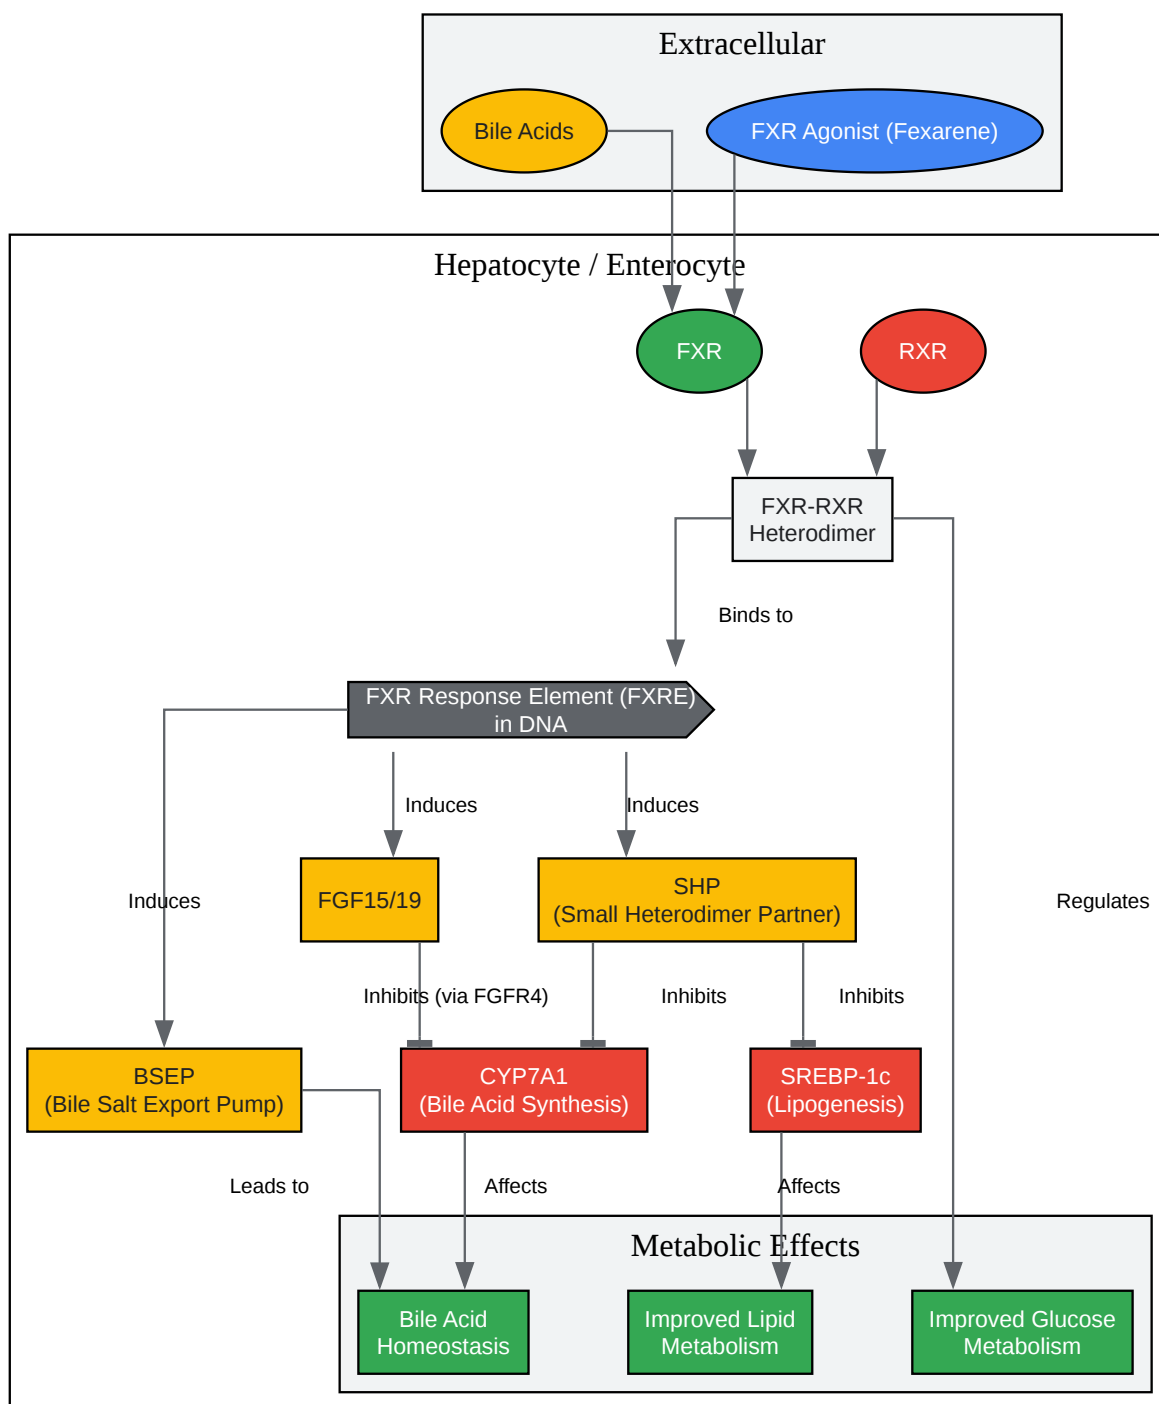 Extracellular
Bile Acids
FXR Agonist (Fexarene)
Hepatocyte / Enterocyte
FXR
RXR
FXR-RXR
Heterodimer
Binds to
FXR Response Element (FXRE)
in DNA
Induces
Induces
Induces
FGF15/19
SHP
(Small Heterodimer Partner)
Regulates
Inhibits (via FGFR4)
Inhibits
Inhibits
BSEP
(Bile Salt Export Pump)
CYP7A1
(Bile Acid Synthesis)
SREBP-1c
(Lipogenesis)
Leads to
Affects
Affects
Metabolic Effects
Bile Acid
Homeostasis
Improved Lipid
Metabolism
Improved Glucose
Metabolism